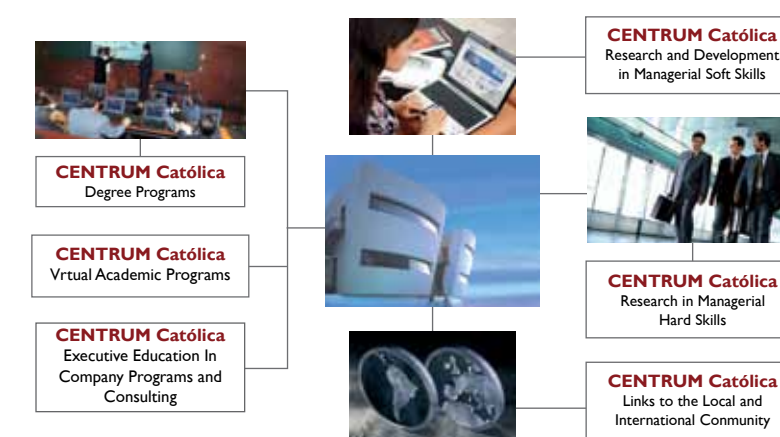 CENTRUM Católica
Degree Programs
CENTRUM Católica
Vrtual Academic Programs
CENTRUM Católica
Executive Education In
Company Programs and
Consulting
CENTRUM Católica
Research and Development
in Managerial Soft Skills
CENTRUM Católica
Research in Managerial
Hard Skills
CENTRUM Católica
Links to the Local and
International Conmunity